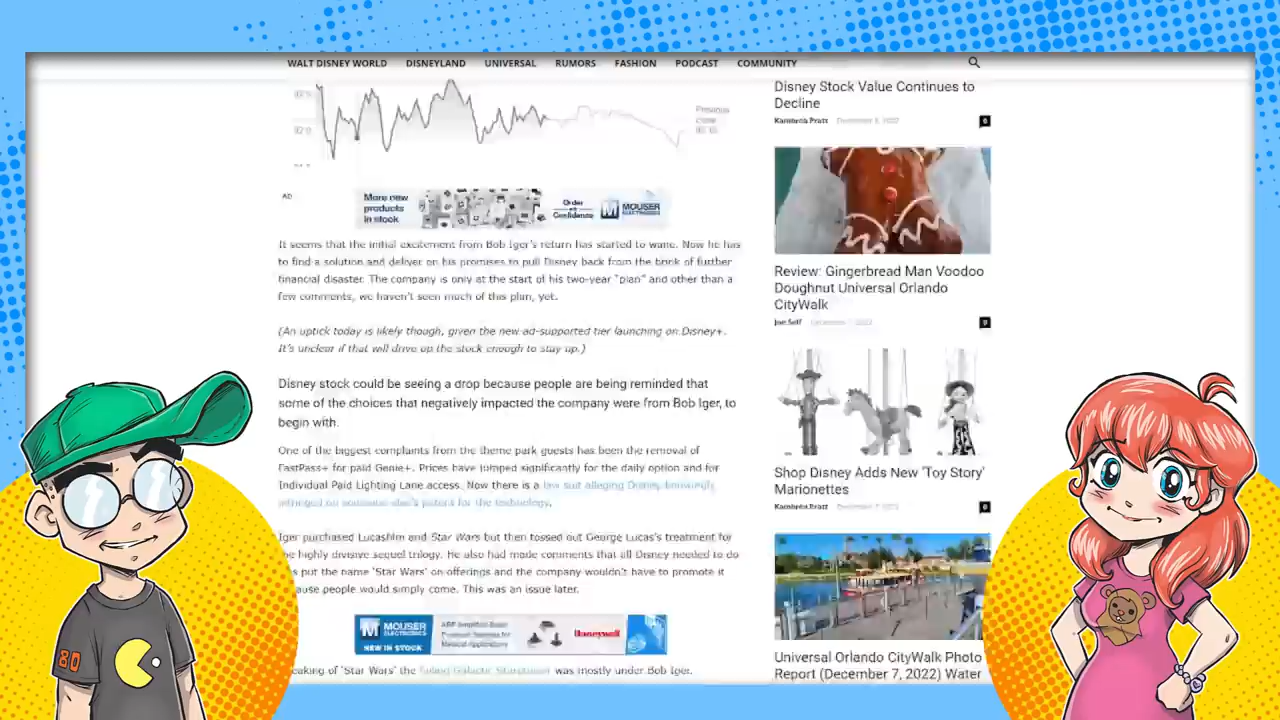 WALT DISNEY WORLD DISNEYLAND UNIVERSAL RUMORS FASHION PODCAST COMMUNITY
Previous
close
AD
More new
products
in stock
Order
with
Confidence
M MOUSER
ELECTRONICS
It seems that the initial excitement from Bob Iger's return has started to wane. Now he has
to find a solution and deliver on his promises to pull Disney back from the brink of further
financial disaster. The company is only at the start of his two-year "plan" and other than a
few comments, we haven't seen much of this plan, yet.
(An uptick today is likely though, given the new ad-supported tier launching on Disney+.
It's unclear if that will drive up the stock enough to stay up.)
Disney stock could be seeing a drop because people are being reminded that
some of the choices that negatively impacted the company were from Bob Iger, to
begin with.
One of the biggest complaints from the theme park guests has been the removal of
FastPass+ for paid Genie+. Prices have jumped significantly for the daily option and for
Individual Paid Lighting Lane access. Now there is a law suit alleging Disney knowingly
infringed on someone else's patent for the technology.
Iger purchased Lucasfilm and Star Wars but then tossed out George Lucas's treatment for
he highly divisive sequel trilogy. He also had made comments that all Disney needed to do
s put the name 'Star Wars' on offerings and the company wouldn't have to promote it
ause people would simply come. This was an issue later.
M MOUSER
ELECTRONICS
NEW IN STOCK
Honeywell
eaking of 'Star Wars' the Failing Galactic Starcruiser was mostly under Bob Iger.
Disney Stock Value Continues to
Decline
Kambrea Pratt December 8, 2022 0
Review: Gingerbread Man Voodoo
Doughnut Universal Orlando
CityWalk
Joe Self December 7, 2022 0
Shop Disney Adds New 'Toy Story'
Marionettes
Kambrea Pratt December 7, 2022 0
Universal Orlando CityWalk Photo
Report (December 7, 2022) Water
80